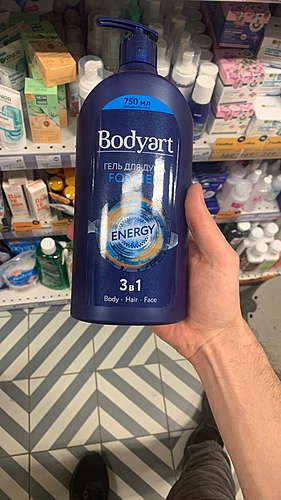 750 мл
Bodyart
ГЕЛЬ ДЛЯ ДУША
FOR MEN
ENERGY
3 в 1
Body - Hair - Face